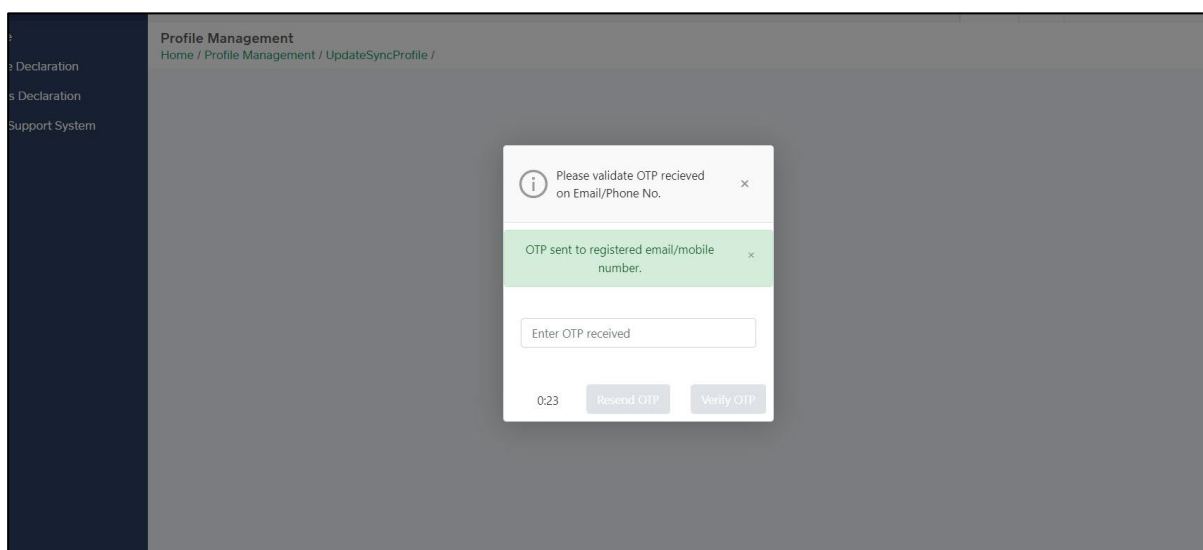 Profile Management
Home / Profile Management / UpdateSyncProfile /
Declaration
Declaration
Support System
Please validate OTP recieved
on Email/Phone No.
×
OTP sent to registered email/mobile
number.
×
Enter OTP received
0:23 Resend OTP Verify OTP